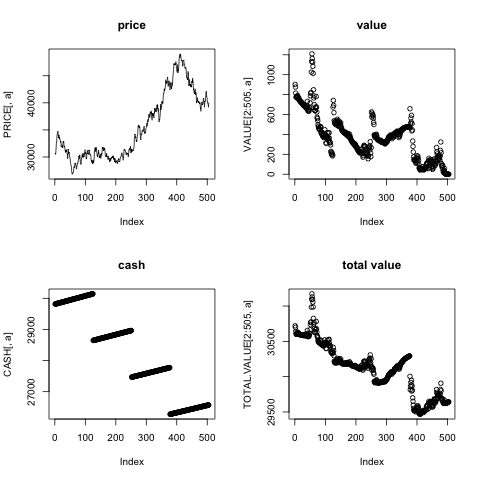 price
PRICE[, a]
30000
40000
0
100
200
300
400
500
Index
value
VALUE[2:505, a]
0
200
600
1000
0
100
200
300
400
500
Index
cash
CASH[, a]
27000
29000
0
100
200
300
400
500
Index
total value
TOTAL.VALUE[2:505, a]
29500
30500
0
100
200
300
400
500
Index